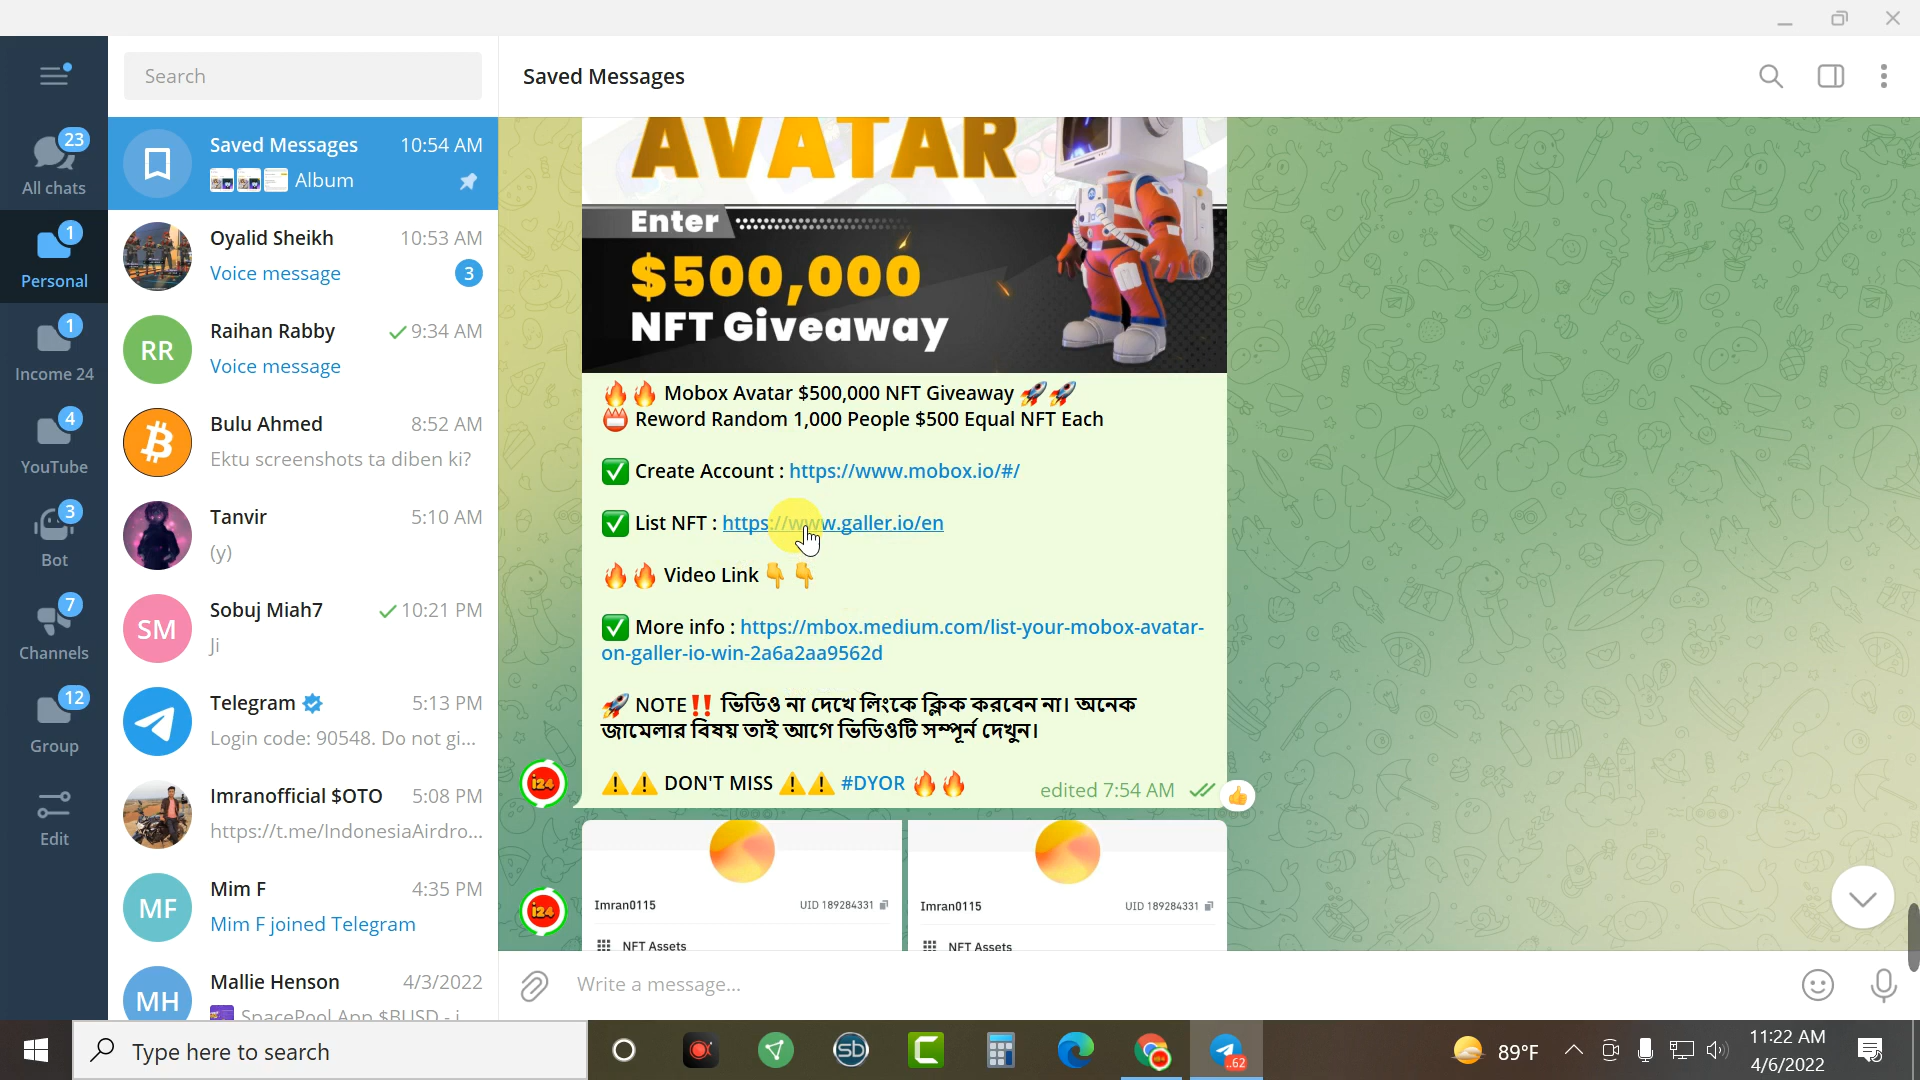 Search
Saved Messages
23
All chats
1
Personal
1
Income 24
4
YouTube
3
Bot
7
Channels
12
Group
Edit
Saved Messages 10:54 AM
Album
Oyalid Sheikh 10:53 AM
Voice message 3
RR
Raihan Rabby 9:34 AM
Voice message
Bulu Ahmed 8:52 AM
Ektu screenshots ta diben ki?
Tanvir 5:10 AM
(y)
SM
Sobuj Miah7 10:21 PM
Ji
Telegram 5:13 PM
Login code: 90548. Do not gi...
Imranofficial $OTO 5:08 PM
https://t.me/IndonesiaAirdro...
MF
Mim F 4:35 PM
Mim F joined Telegram
MH
Mallie Henson 4/3/2022
SpacePool App $BUSD - i...
AVATAR
Enter
$500,000
NFT Giveaway
🔥🔥 Mobox Avatar $500,000 NFT Giveaway 🚀🚀
📛 Reword Random 1,000 People $500 Equal NFT Each
✅ Create Account : https://www.mobox.io/#/
✅ List NFT : https://www.galler.io/en
🔥🔥 Video Link 👇👇
✅ More info : https://mbox.medium.com/list-your-mobox-avatar-
on-galler-io-win-2a6a2aa9562d
🚀 NOTE‼️ ভিডিও না দেখে লিংকে ক্লিক করবেন না। অনেক
জামেলার বিষয় তাই আগে ভিডিওটি সম্পূর্ন দেখুন।
⚠️⚠️ DON'T MISS ⚠️⚠️ #DYOR 🔥🔥
edited 7:54 AM
i24
i24
Imran0115 UID 189284331
NFT Assets
Imran0115 UID 189284331
NFT Assets
Write a message...
Type here to search
sb
..62
89°F
11:22 AM
4/6/2022